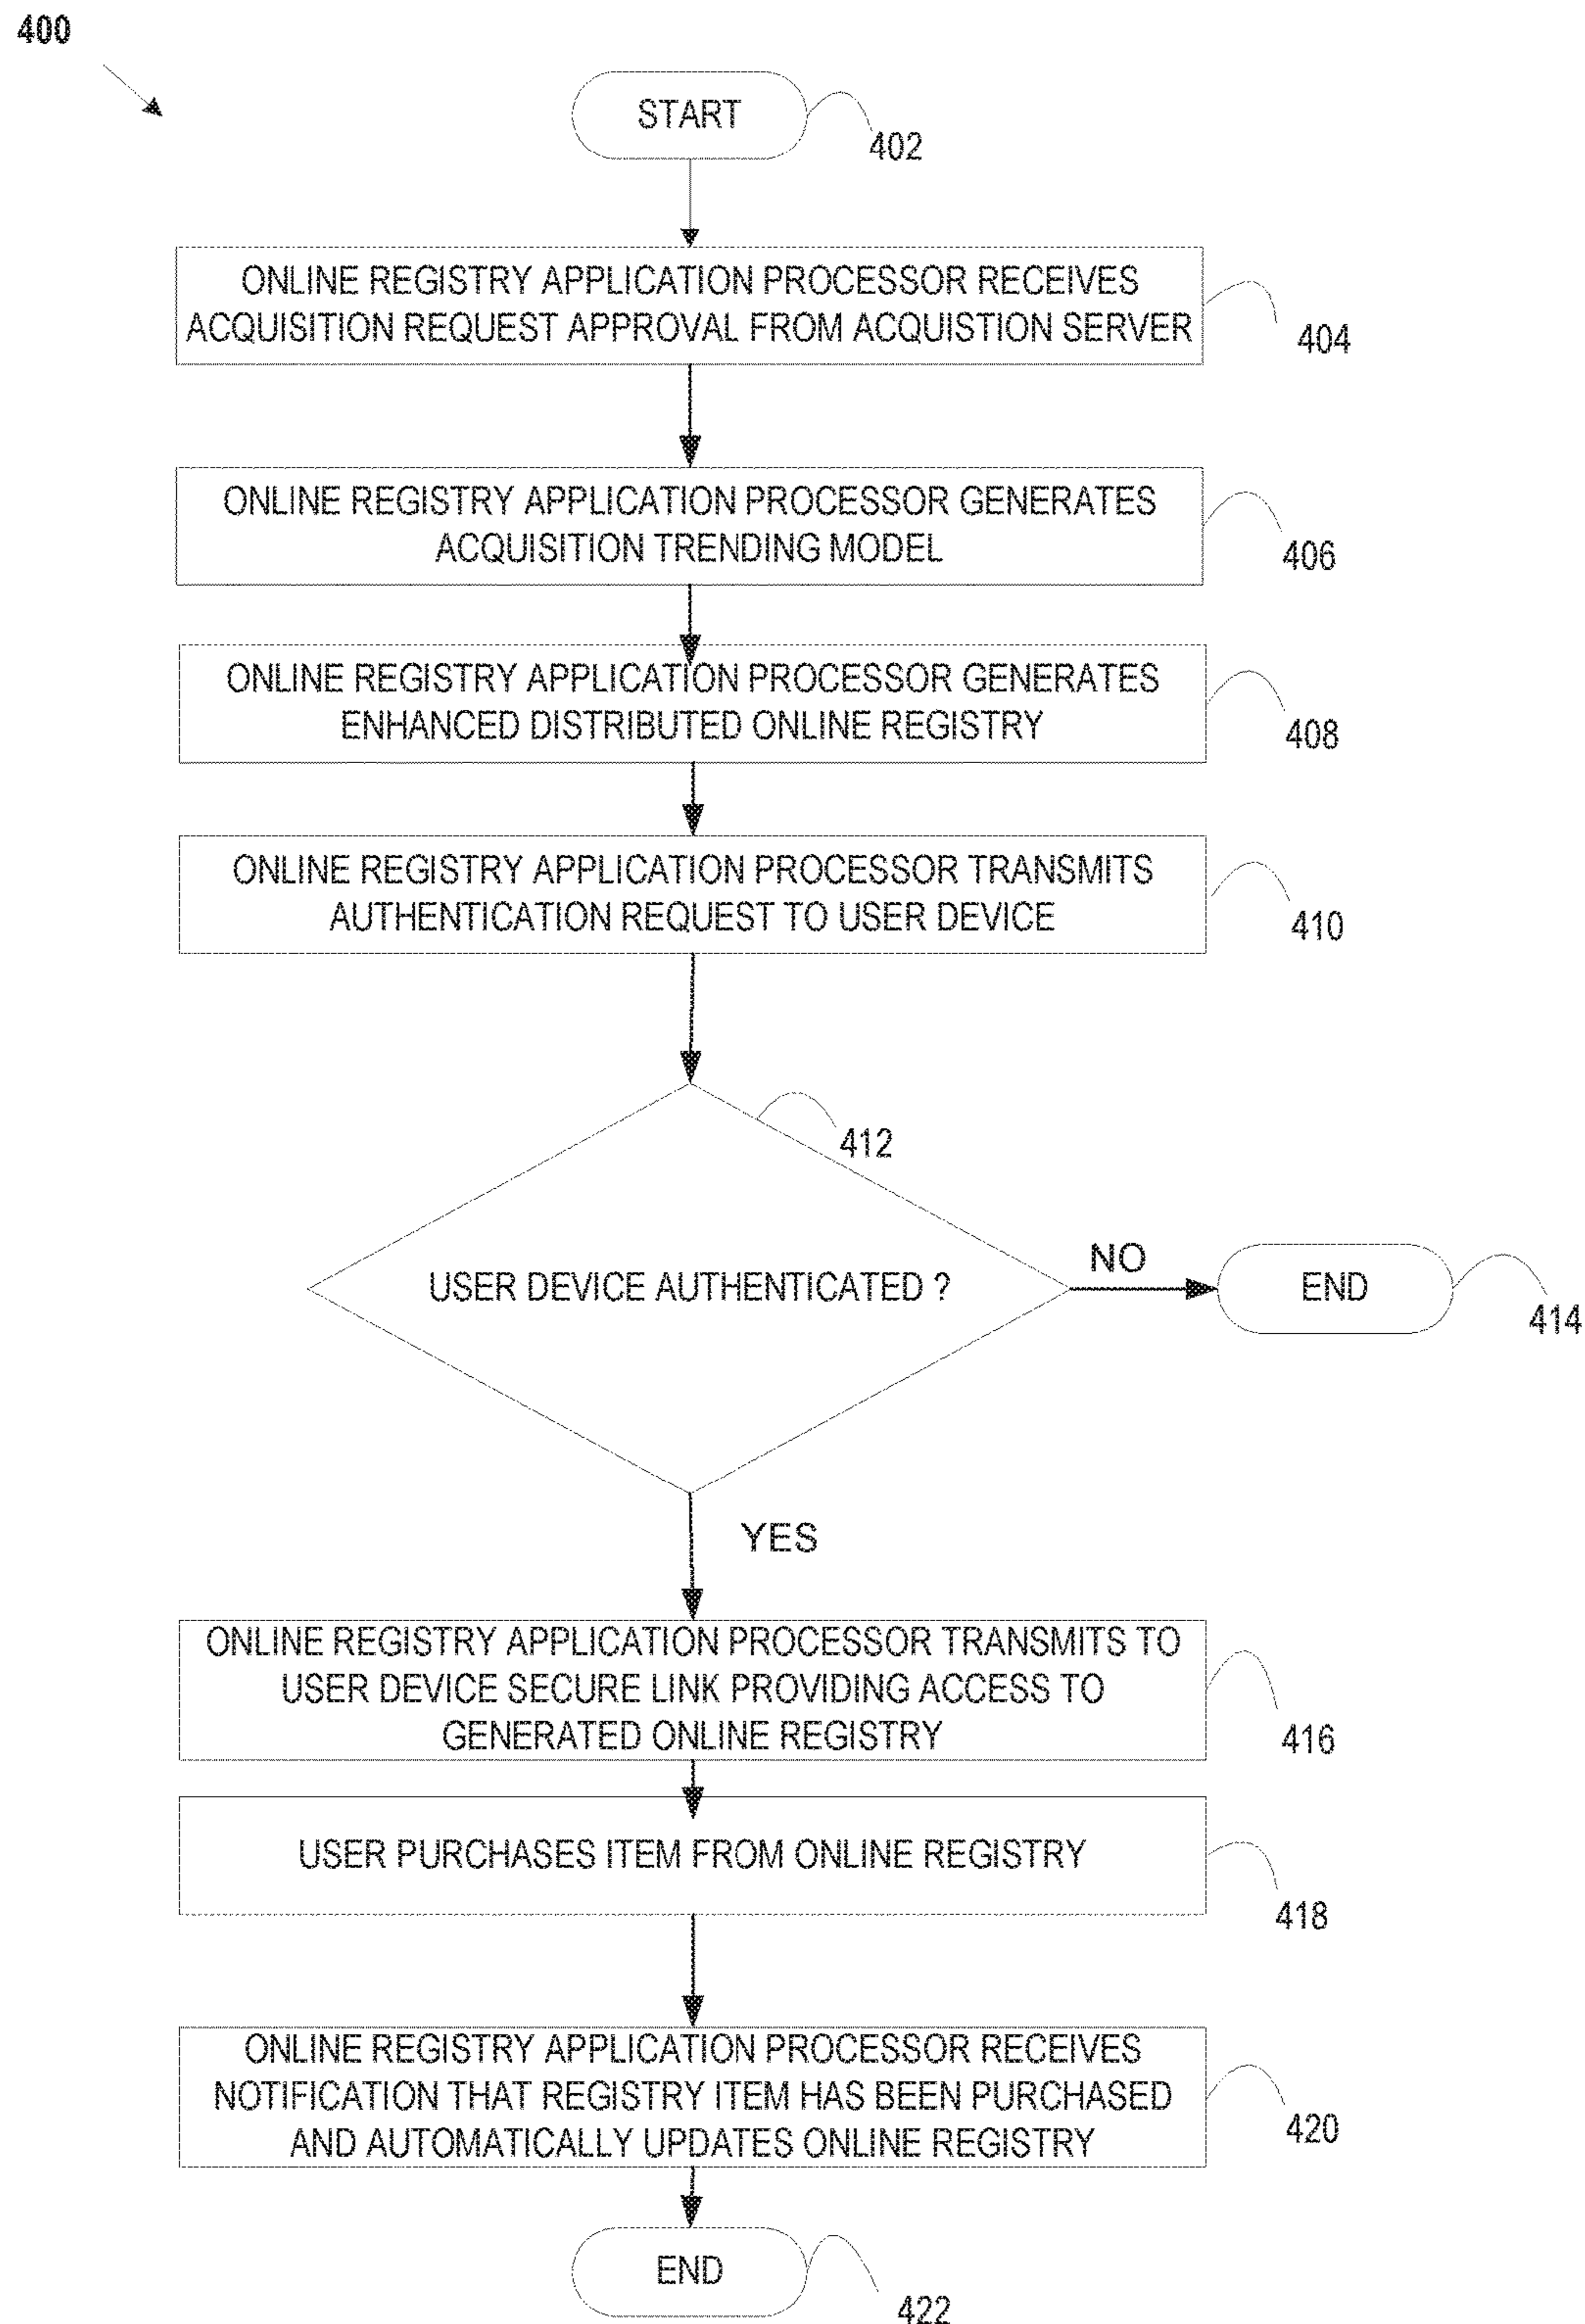 400
START
402
ONLINE REGISTRY APPLICATION PROCESSOR RECEIVES
ACQUISITION REQUEST APPROVAL FROM ACQUISTION SERVER
404
ONLINE REGISTRY APPLICATION PROCESSOR GENERATES
ACQUISITION TRENDING MODEL
406
ONLINE REGISTRY APPLICATION PROCESSOR GENERATES
ENHANCED DISTRIBUTED ONLINE REGISTRY
408
ONLINE REGISTRY APPLICATION PROCESSOR TRANSMITS
AUTHENTICATION REQUEST TO USER DEVICE
410
412
USER DEVICE AUTHENTICATED ?
NO
END
414
YES
ONLINE REGISTRY APPLICATION PROCESSOR TRANSMITS TO
USER DEVICE SECURE LINK PROVIDING ACCESS TO
GENERATED ONLINE REGISTRY
416
USER PURCHASES ITEM FROM ONLINE REGISTRY
418
ONLINE REGISTRY APPLICATION PROCESSOR RECEIVES
NOTIFICATION THAT REGISTRY ITEM HAS BEEN PURCHASED
AND AUTOMATICALLY UPDATES ONLINE REGISTRY
420
END
422